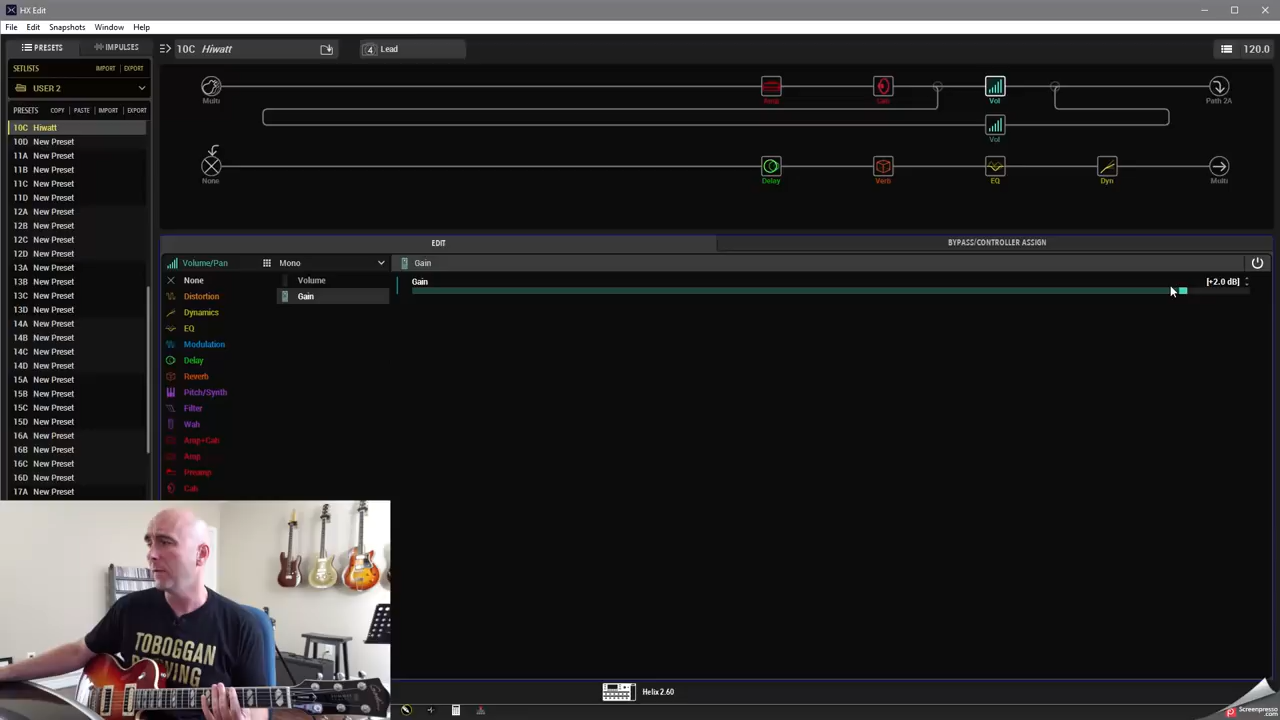 HX Edit
File Edit Snapshots Window Help
PRESETS IMPULSES
10C Hiwatt
4 Lead
120.0
SETLISTS IMPORT EXPORT
USER 2
PRESETS COPY PASTE IMPORT EXPORT
10C Hiwatt
10D New Preset
11A New Preset
11B New Preset
11C New Preset
11D New Preset
12A New Preset
12B New Preset
12C New Preset
12D New Preset
13A New Preset
13B New Preset
13C New Preset
13D New Preset
14A New Preset
14B New Preset
14C New Preset
14D New Preset
15A New Preset
15B New Preset
15C New Preset
15D New Preset
16A New Preset
16B New Preset
16C New Preset
16D New Preset
17A New Preset
Multi Amp Cab Vol Path 2A
Vol
None Delay Verb EQ Dyn Multi
EDIT BYPASS/CONTROLLER ASSIGN
Volume/Pan Mono Gain
None
Distortion
Dynamics
EQ
Modulation
Delay
Reverb
Pitch/Synth
Filter
Wah
Amp+Cab
Amp
Preamp
Cab
Volume
Gain
Gain [+2.0 dB]
TOBOGGAN
BREWING
Helix 2.60
Screenpresso
.com